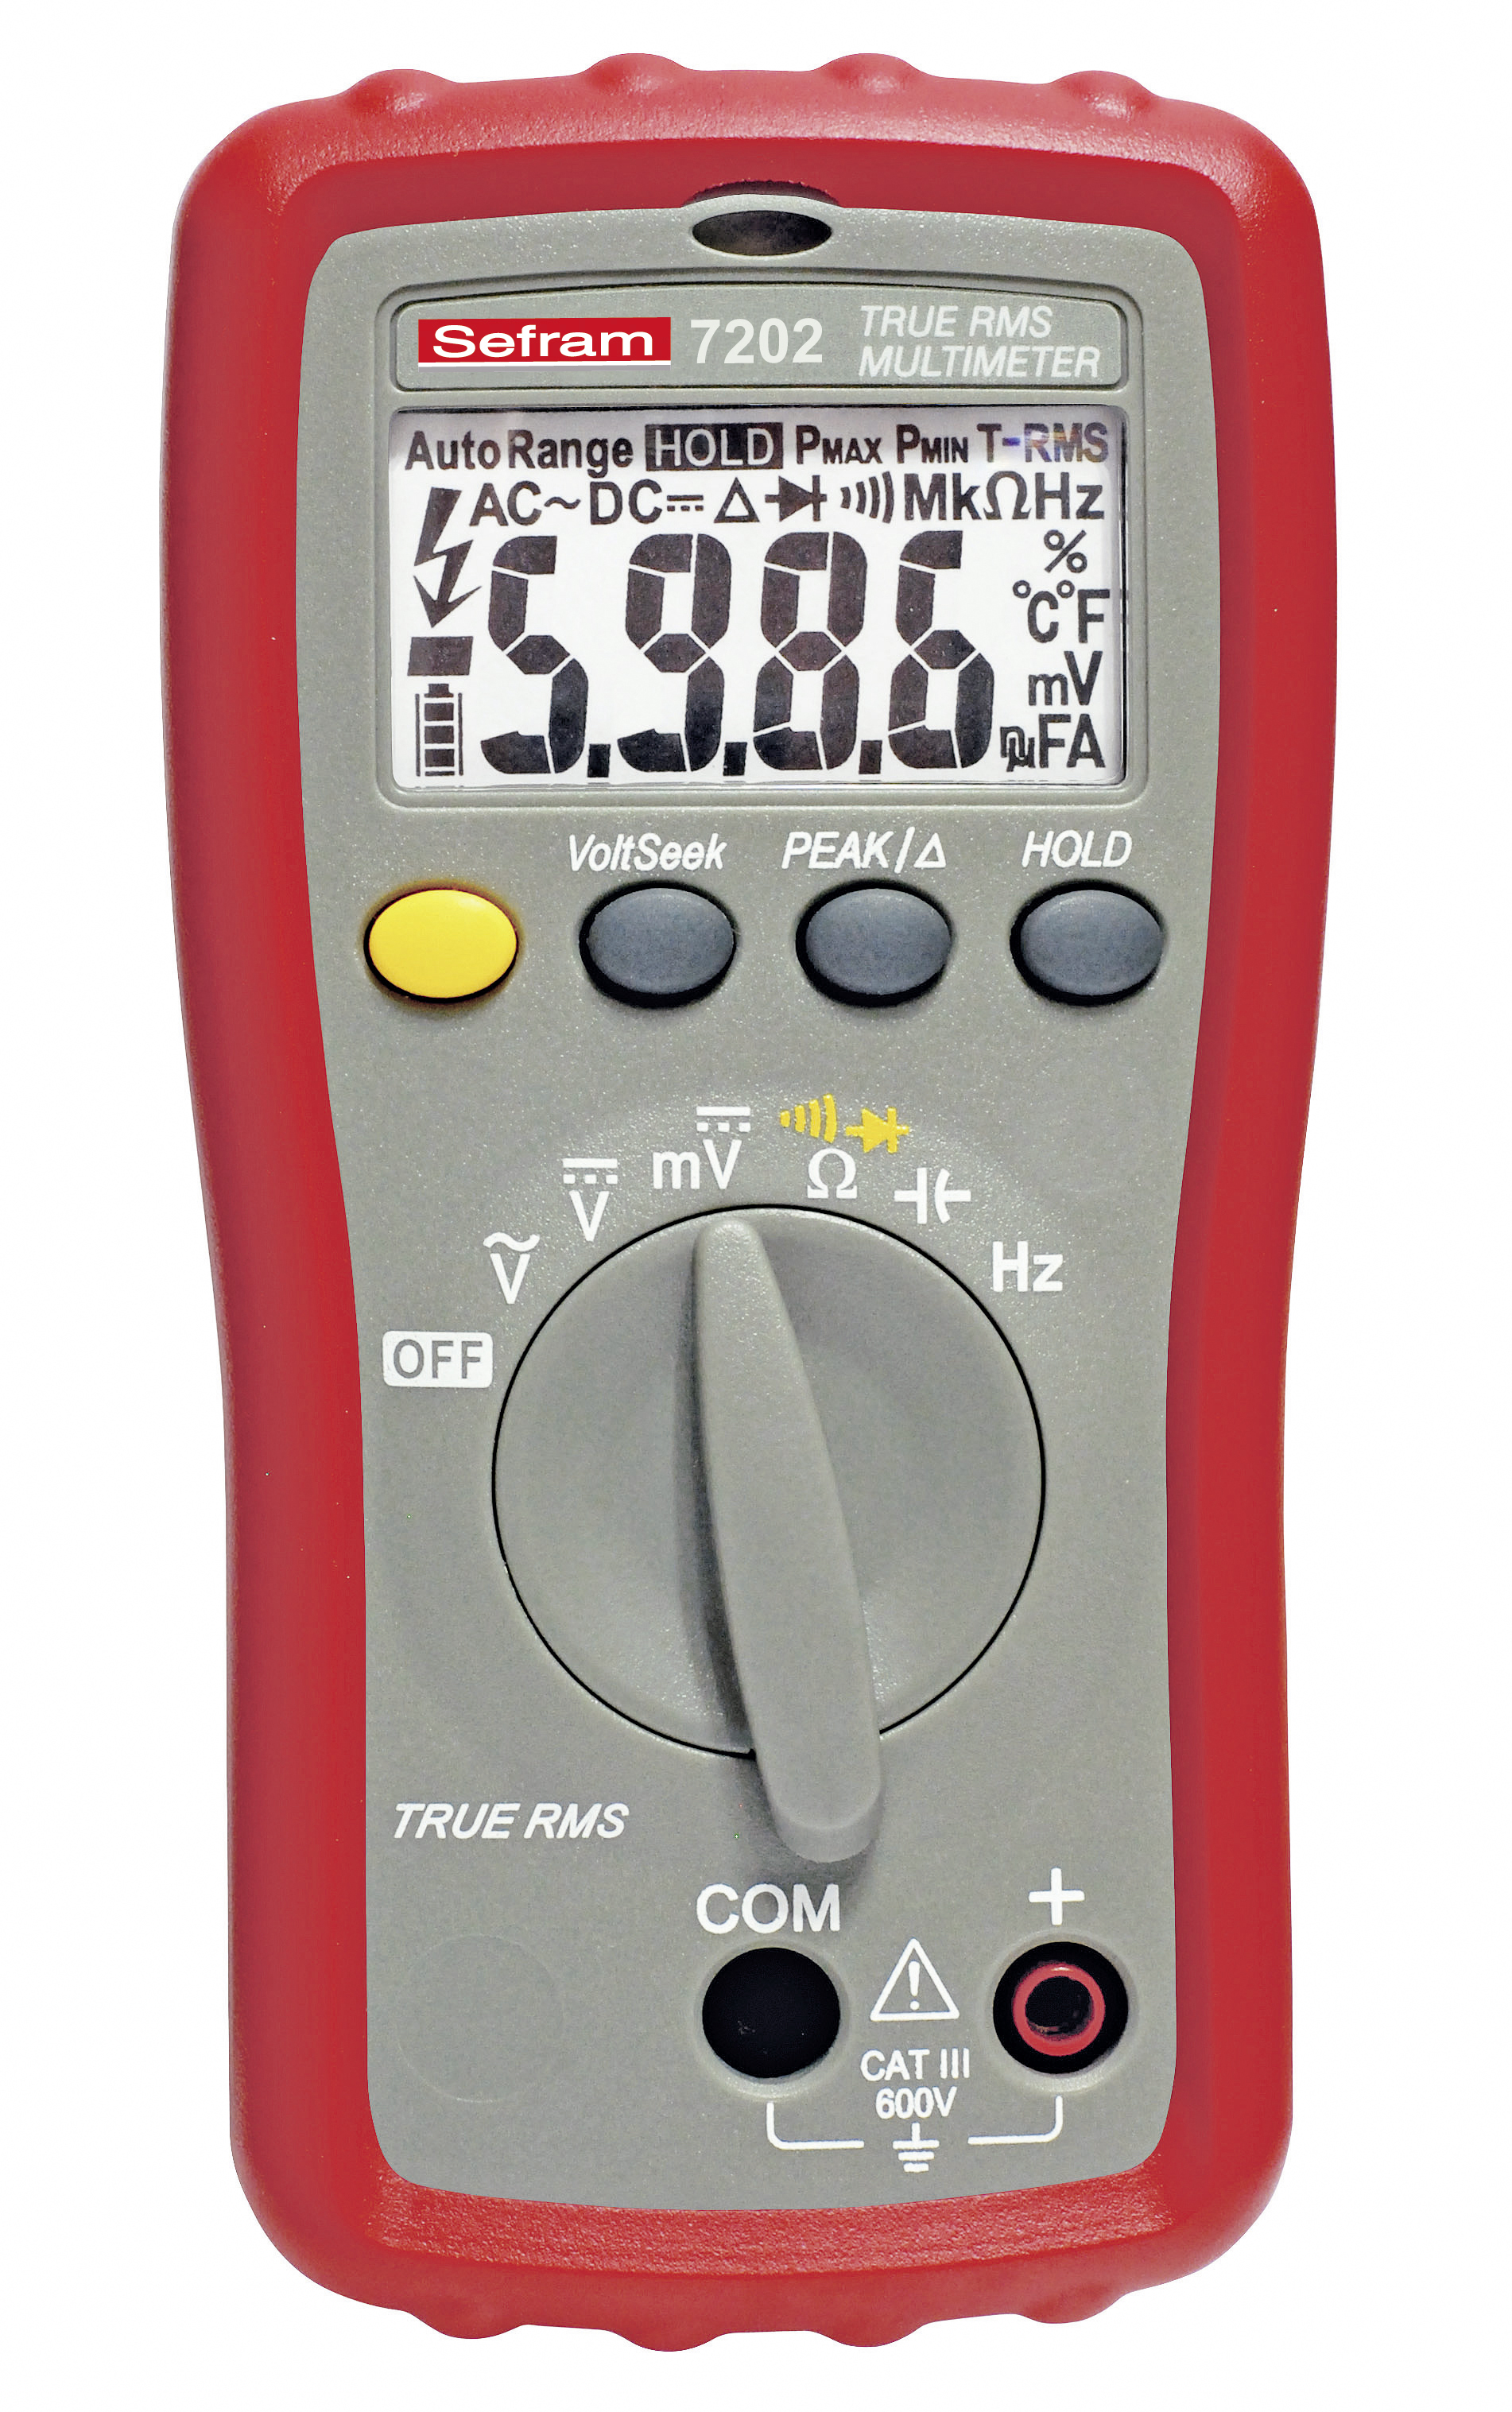 Sefram 7202 TRUE RMS
MULTIMETER
Auto Range HOLD PMAX PMIN T-RMS
AC~ DC Δ MkΩHz
%
°C°F
mV
5.9.8.6 nµFA
VoltSeek PEAK/Δ HOLD
mV Ω
V
V Hz
OFF
TRUE RMS
COM +
CAT III
600V